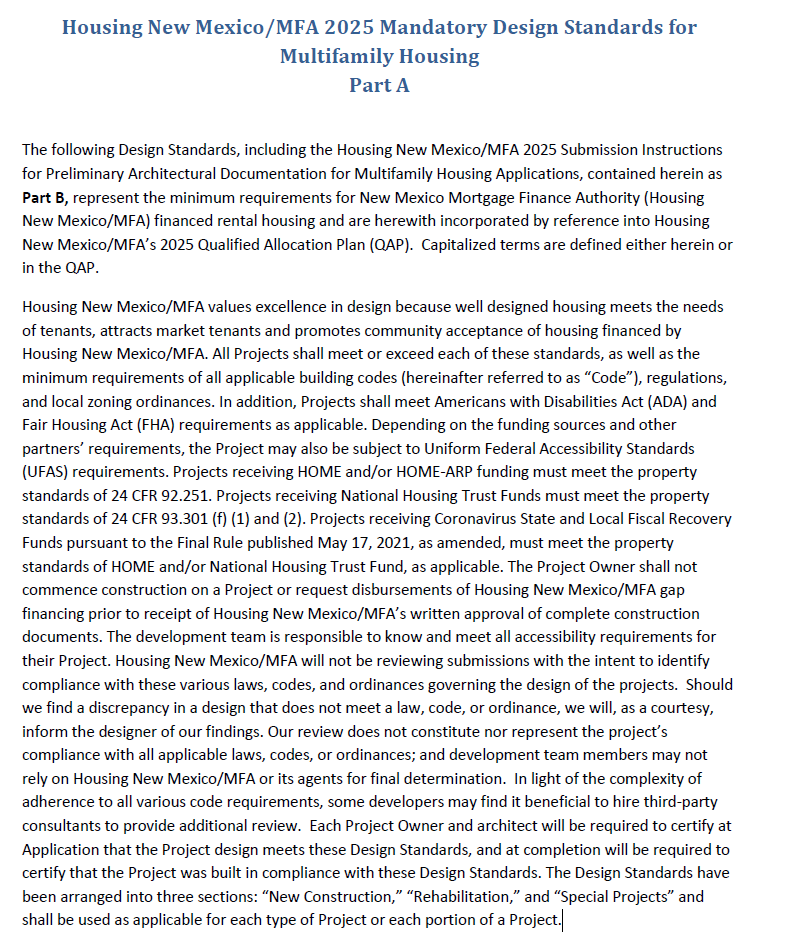 Housing New Mexico/MFA 2025 Mandatory Design Standards for
Multifamily Housing
Part A
The following Design Standards, including the Housing New Mexico/MFA 2025 Submission Instructions
for Preliminary Architectural Documentation for Multifamily Housing Applications, contained herein as
Part B, represent the minimum requirements for New Mexico Mortgage Finance Authority (Housing
New Mexico/MFA) financed rental housing and are herewith incorporated by reference into Housing
New Mexico/MFA’s 2025 Qualified Allocation Plan (QAP).  Capitalized terms are defined either herein or
in the QAP.
Housing New Mexico/MFA values excellence in design because well designed housing meets the needs
of tenants, attracts market tenants and promotes community acceptance of housing financed by
Housing New Mexico/MFA. All Projects shall meet or exceed each of these standards, as well as the
minimum requirements of all applicable building codes (hereinafter referred to as “Code”), regulations,
and local zoning ordinances. In addition, Projects shall meet Americans with Disabilities Act (ADA) and
Fair Housing Act (FHA) requirements as applicable. Depending on the funding sources and other
partners’ requirements, the Project may also be subject to Uniform Federal Accessibility Standards
(UFAS) requirements. Projects receiving HOME and/or HOME-ARP funding must meet the property
standards of 24 CFR 92.251. Projects receiving National Housing Trust Funds must meet the property
standards of 24 CFR 93.301 (f) (1) and (2). Projects receiving Coronavirus State and Local Fiscal Recovery
Funds pursuant to the Final Rule published May 17, 2021, as amended, must meet the property
standards of HOME and/or National Housing Trust Fund, as applicable. The Project Owner shall not
commence construction on a Project or request disbursements of Housing New Mexico/MFA gap
financing prior to receipt of Housing New Mexico/MFA’s written approval of complete construction
documents. The development team is responsible to know and meet all accessibility requirements for
their Project. Housing New Mexico/MFA will not be reviewing submissions with the intent to identify
compliance with these various laws, codes, and ordinances governing the design of the projects.  Should
we find a discrepancy in a design that does not meet a law, code, or ordinance, we will, as a courtesy,
inform the designer of our findings. Our review does not constitute nor represent the project’s
compliance with all applicable laws, codes, or ordinances; and development team members may not
rely on Housing New Mexico/MFA or its agents for final determination.  In light of the complexity of
adherence to all various code requirements, some developers may find it beneficial to hire third-party
consultants to provide additional review.  Each Project Owner and architect will be required to certify at
Application that the Project design meets these Design Standards, and at completion will be required to
certify that the Project was built in compliance with these Design Standards. The Design Standards have
been arranged into three sections: “New Construction,” “Rehabilitation,” and “Special Projects” and
shall be used as applicable for each type of Project or each portion of a Project.